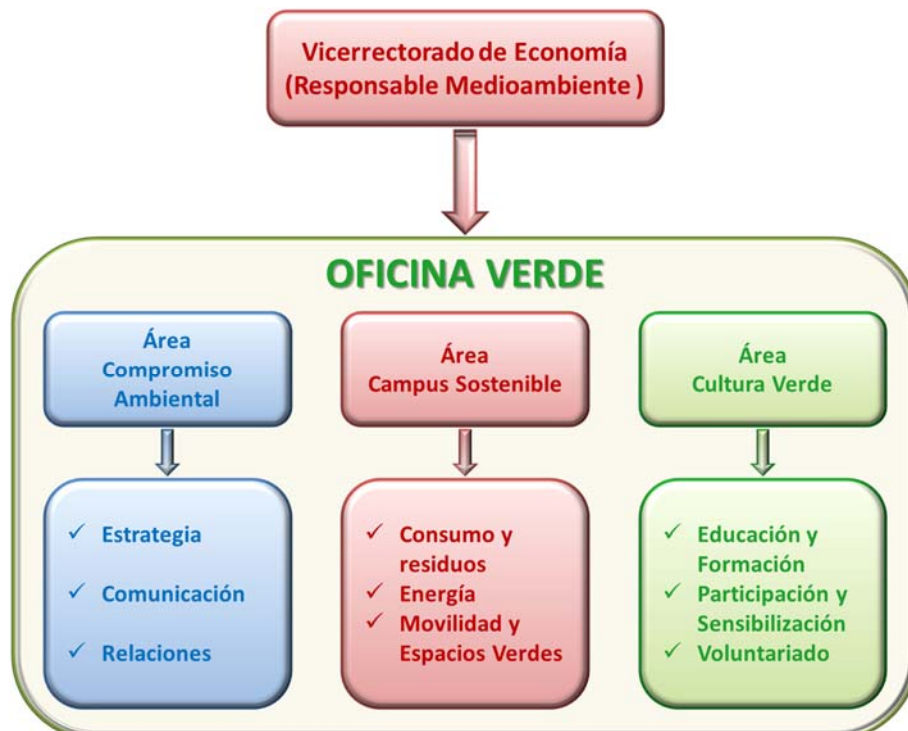 Vicerrectorado de Economía
(Responsable Medioambiente )
OFICINA VERDE
Área
Compromiso
Ambiental
Área
Campus Sostenible
Área
Cultura Verde
✓ Estrategia
✓ Comunicación
✓ Relaciones
✓ Consumo y
residuos
✓ Energía
✓ Movilidad y
Espacios Verdes
✓ Educación y
Formación
✓ Participación y
Sensibilización
✓ Voluntariado